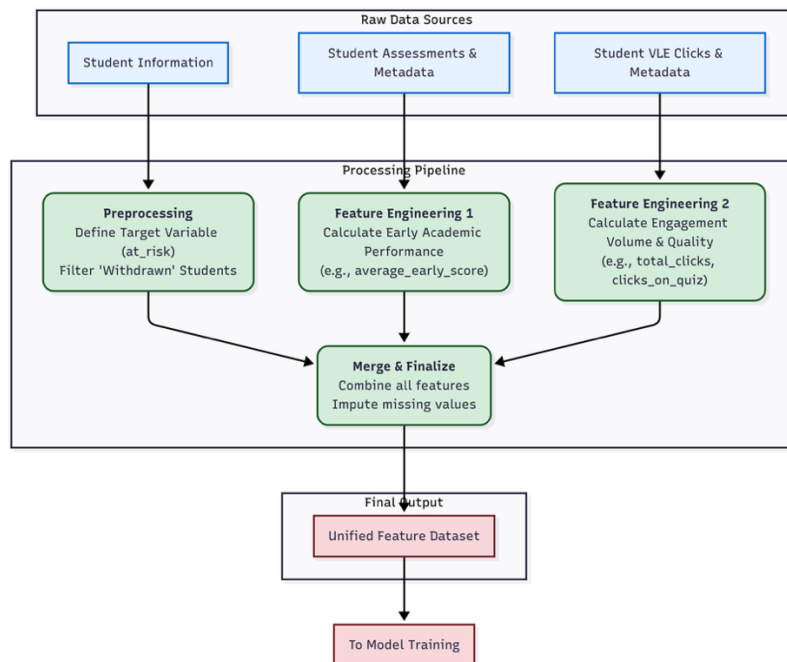 Raw Data Sources
Student Information
Student Assessments &
Metadata
Student VLE Clicks &
Metadata
Processing Pipeline
Preprocessing
Define Target Variable
(at_risk)
Filter 'Withdrawn' Students
Feature Engineering 1
Calculate Early Academic
Performance
(e.g., average_early_score)
Feature Engineering 2
Calculate Engagement
Volume & Quality
(e.g., total_clicks,
clicks_on_quiz)
Merge & Finalize
Combine all features
Impute missing values
Final Output
Unified Feature Dataset
To Model Training